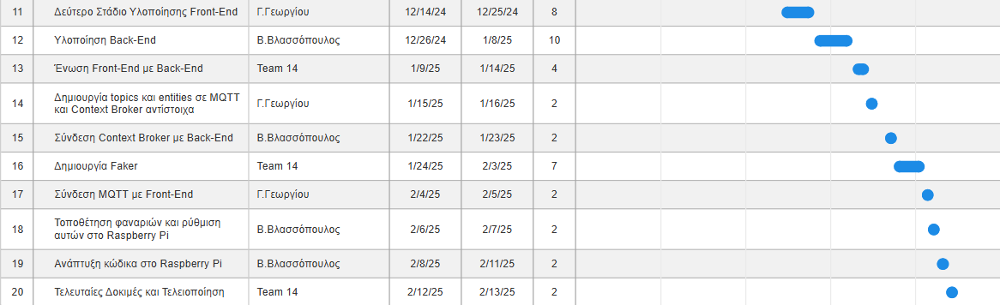 11 Δεύτερο Στάδιο Υλοποίησης Front-End Γ.Γεωργίου 12/14/24 12/25/24 8
12 Υλοποίηση Back-End Β.Βλασσόπουλος 12/26/24 1/8/25 10
13 Ένωση Front-End με Back-End Team 14 1/9/25 1/14/25 4
14 Δημιουργία topics και entities σε MQTT
και Context Broker αντίστοιχα Γ.Γεωργίου 1/15/25 1/16/25 2
15 Σύνδεση Context Broker με Back-End Β.Βλασσόπουλος 1/22/25 1/23/25 2
16 Δημιουργία Faker Team 14 1/24/25 2/3/25 7
17 Σύνδεση MQTT με Front-End Γ.Γεωργίου 2/4/25 2/5/25 2
18 Τοποθέτηση φαναριών και ρύθμιση
αυτών στο Raspberry Pi Β.Βλασσόπουλος 2/6/25 2/7/25 2
19 Ανάπτυξη κώδικα στο Raspberry Pi Β.Βλασσόπουλος 2/8/25 2/11/25 2
20 Τελευταίες Δοκιμές και Τελειοποίηση Team 14 2/12/25 2/13/25 2